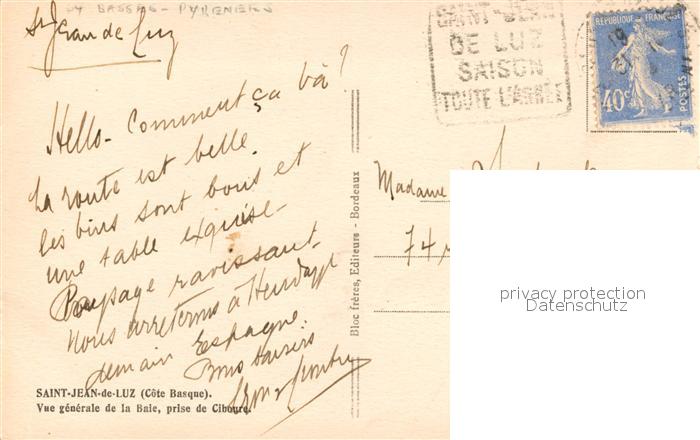 64 BASSES - PYRENEES
St Jean de Luz
Hello - Comment ça va?
La route est belle.
les vins sont bons et
une table exquise -
Paysage ravissant.
Nous arrêterons à
demain Espagne.
Bons baisers
SAINT-JEAN-de-LUZ (Côte Basque).
Vue générale de la Baie, prise de Ciboure.
Bloc frères, Editeurs - Bordeaux
SAINT-JEAN
DE LUZ
SAISON
TOUTE L'ANNÉE
REPUBLIQUE FRANÇAISE
40c
POSTES
Madame
74,
privacy protection
Datenschutz